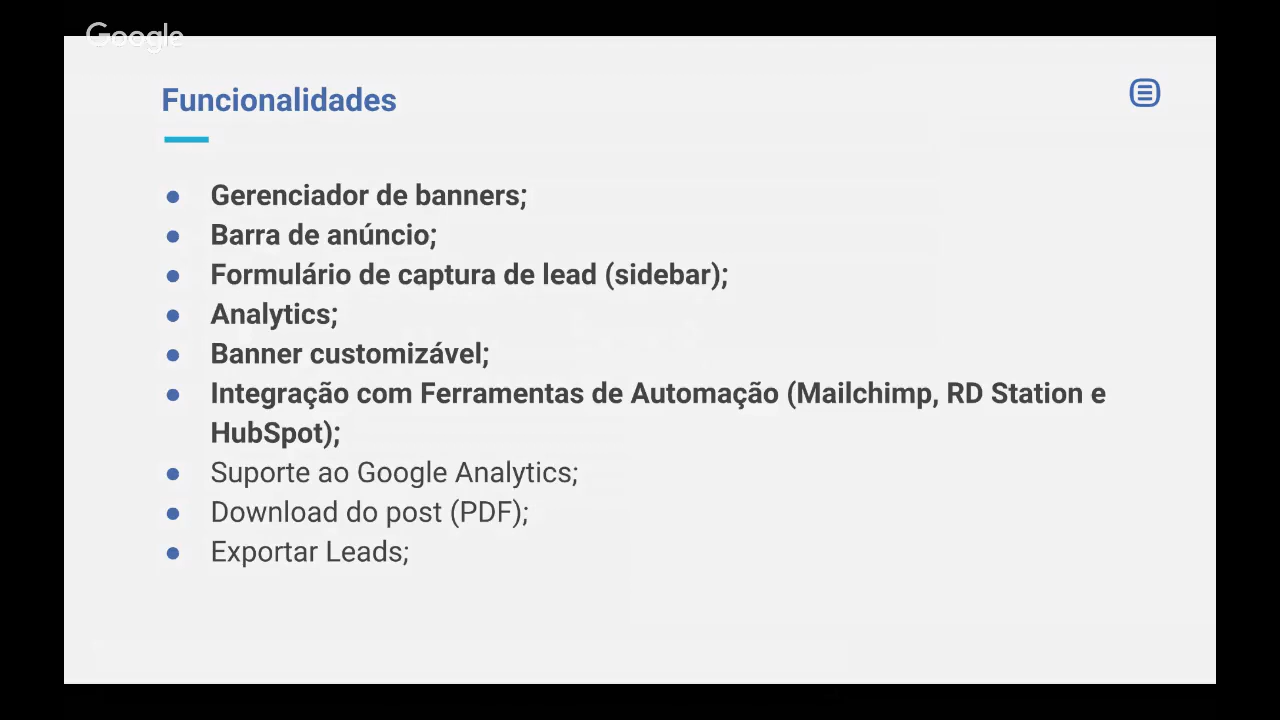 Google
Funcionalidades
● Gerenciador de banners;
● Barra de anúncio;
● Formulário de captura de lead (sidebar);
● Analytics;
● Banner customizável;
● Integração com Ferramentas de Automação (Mailchimp, RD Station e
HubSpot);
● Suporte ao Google Analytics;
● Download do post (PDF);
● Exportar Leads;